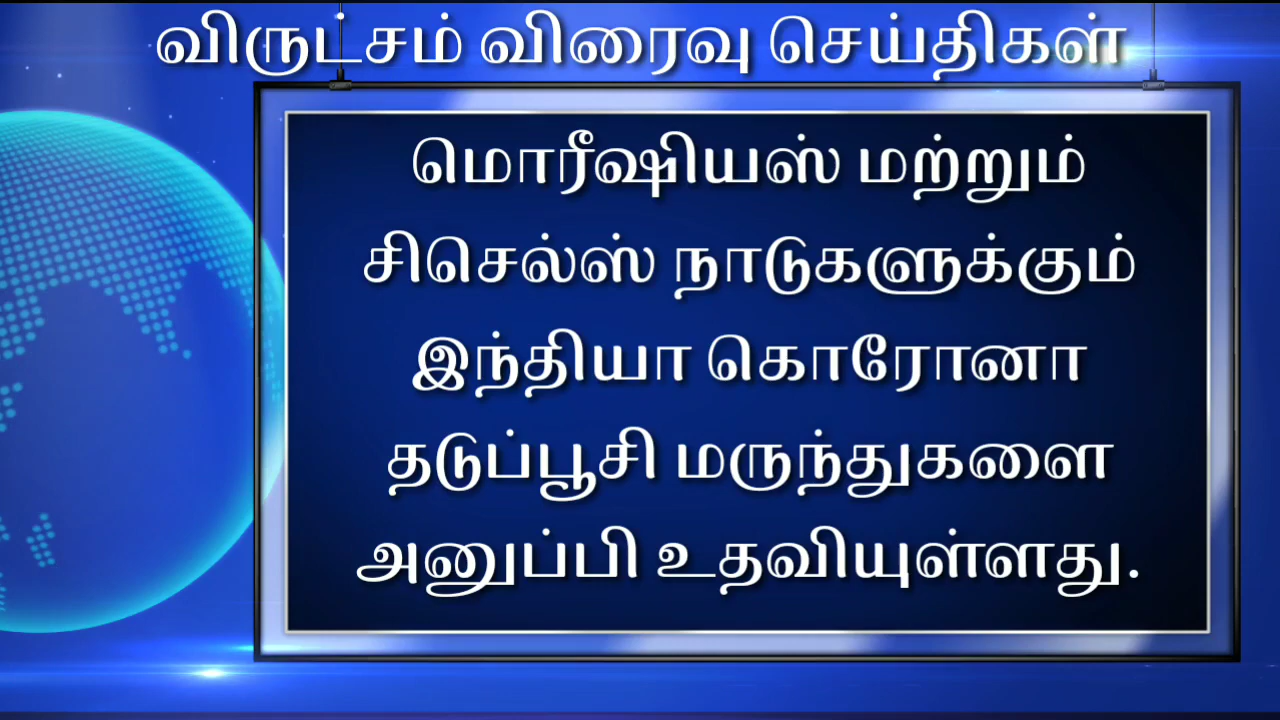 விருட்சம் விரைவு செய்திகள்
மொரீஷியஸ் மற்றும்
சிசெல்ஸ் நாடுகளுக்கும்
இந்தியா கொரோனா
தடுப்பூசி மருந்துகளை
அனுப்பி உதவியுள்ளது.